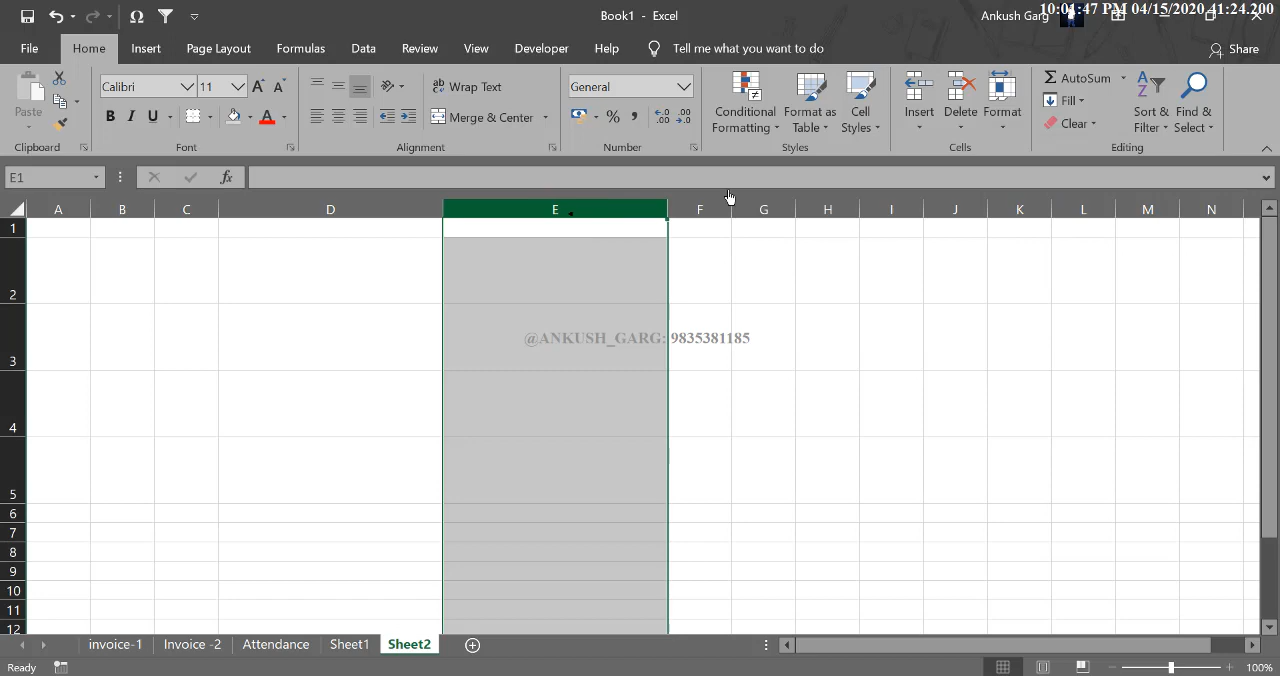 Book1 - Excel
Ankush Garg
10:01:47 PM 04/15/2020 41:24.200
File Home Insert Page Layout Formulas Data Review View Developer Help Tell me what you want to do Share
Paste
Clipboard
Calibri 11
B I U
Font
Wrap Text
Merge & Center
Alignment
General
Number
Conditional Formatting
Format as Table
Cell Styles
Styles
Insert Delete Format
Cells
AutoSum
Fill
Clear
Sort & Filter
Find & Select
Editing
E1
fx
A B C D E F G H I J K L M N
1
2
3
@ANKUSH_GARG: 9835381185
4
5
6
7
8
9
10
11
12
invoice-1 Invoice -2 Attendance Sheet1 Sheet2
Ready
100%